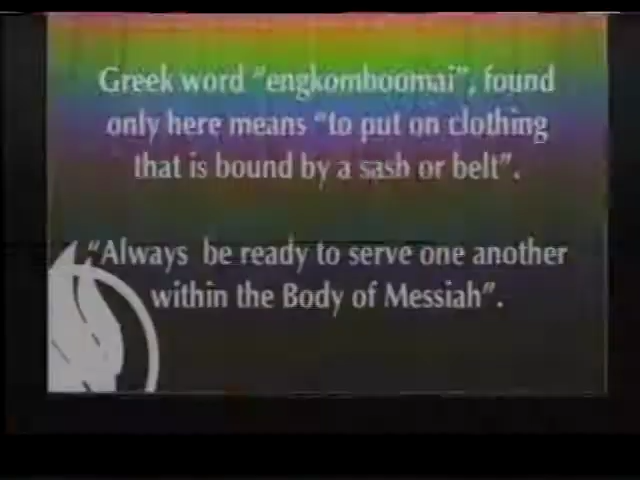 Greek word "engkomboomai", found
only here means "to put on clothing
that is bound by a sash or belt".
"Always be ready to serve one another
within the Body of Messiah".